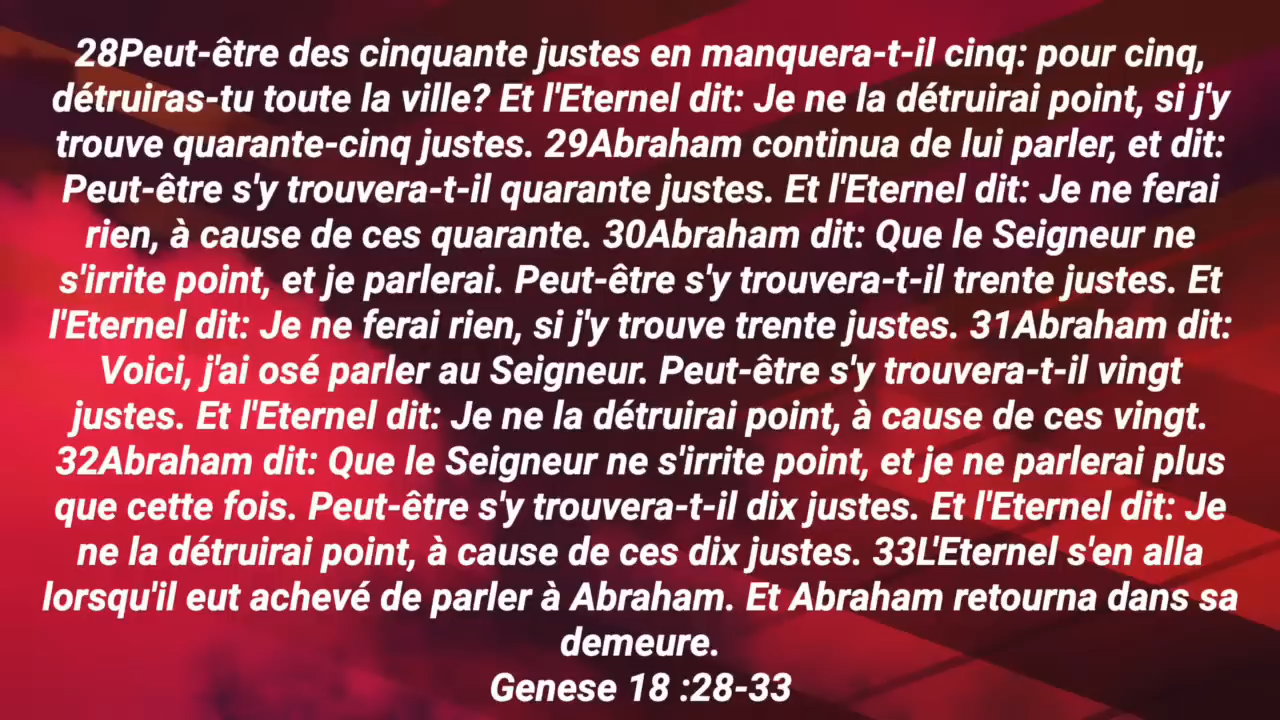 28Peut-être des cinquante justes en manquera-t-il cinq: pour cinq,
détruiras-tu toute la ville? Et l'Eternel dit: Je ne la détruirai point, si j'y
trouve quarante-cinq justes. 29Abraham continua de lui parler, et dit:
Peut-être s'y trouvera-t-il quarante justes. Et l'Eternel dit: Je ne ferai
rien, à cause de ces quarante. 30Abraham dit: Que le Seigneur ne
s'irrite point, et je parlerai. Peut-être s'y trouvera-t-il trente justes. Et
l'Eternel dit: Je ne ferai rien, si j'y trouve trente justes. 31Abraham dit:
Voici, j'ai osé parler au Seigneur. Peut-être s'y trouvera-t-il vingt
justes. Et l'Eternel dit: Je ne la détruirai point, à cause de ces vingt.
32Abraham dit: Que le Seigneur ne s'irrite point, et je ne parlerai plus
que cette fois. Peut-être s'y trouvera-t-il dix justes. Et l'Eternel dit: Je
ne la détruirai point, à cause de ces dix justes. 33L'Eternel s'en alla
lorsqu'il eut achevé de parler à Abraham. Et Abraham retourna dans sa
demeure.
Genese 18 :28-33